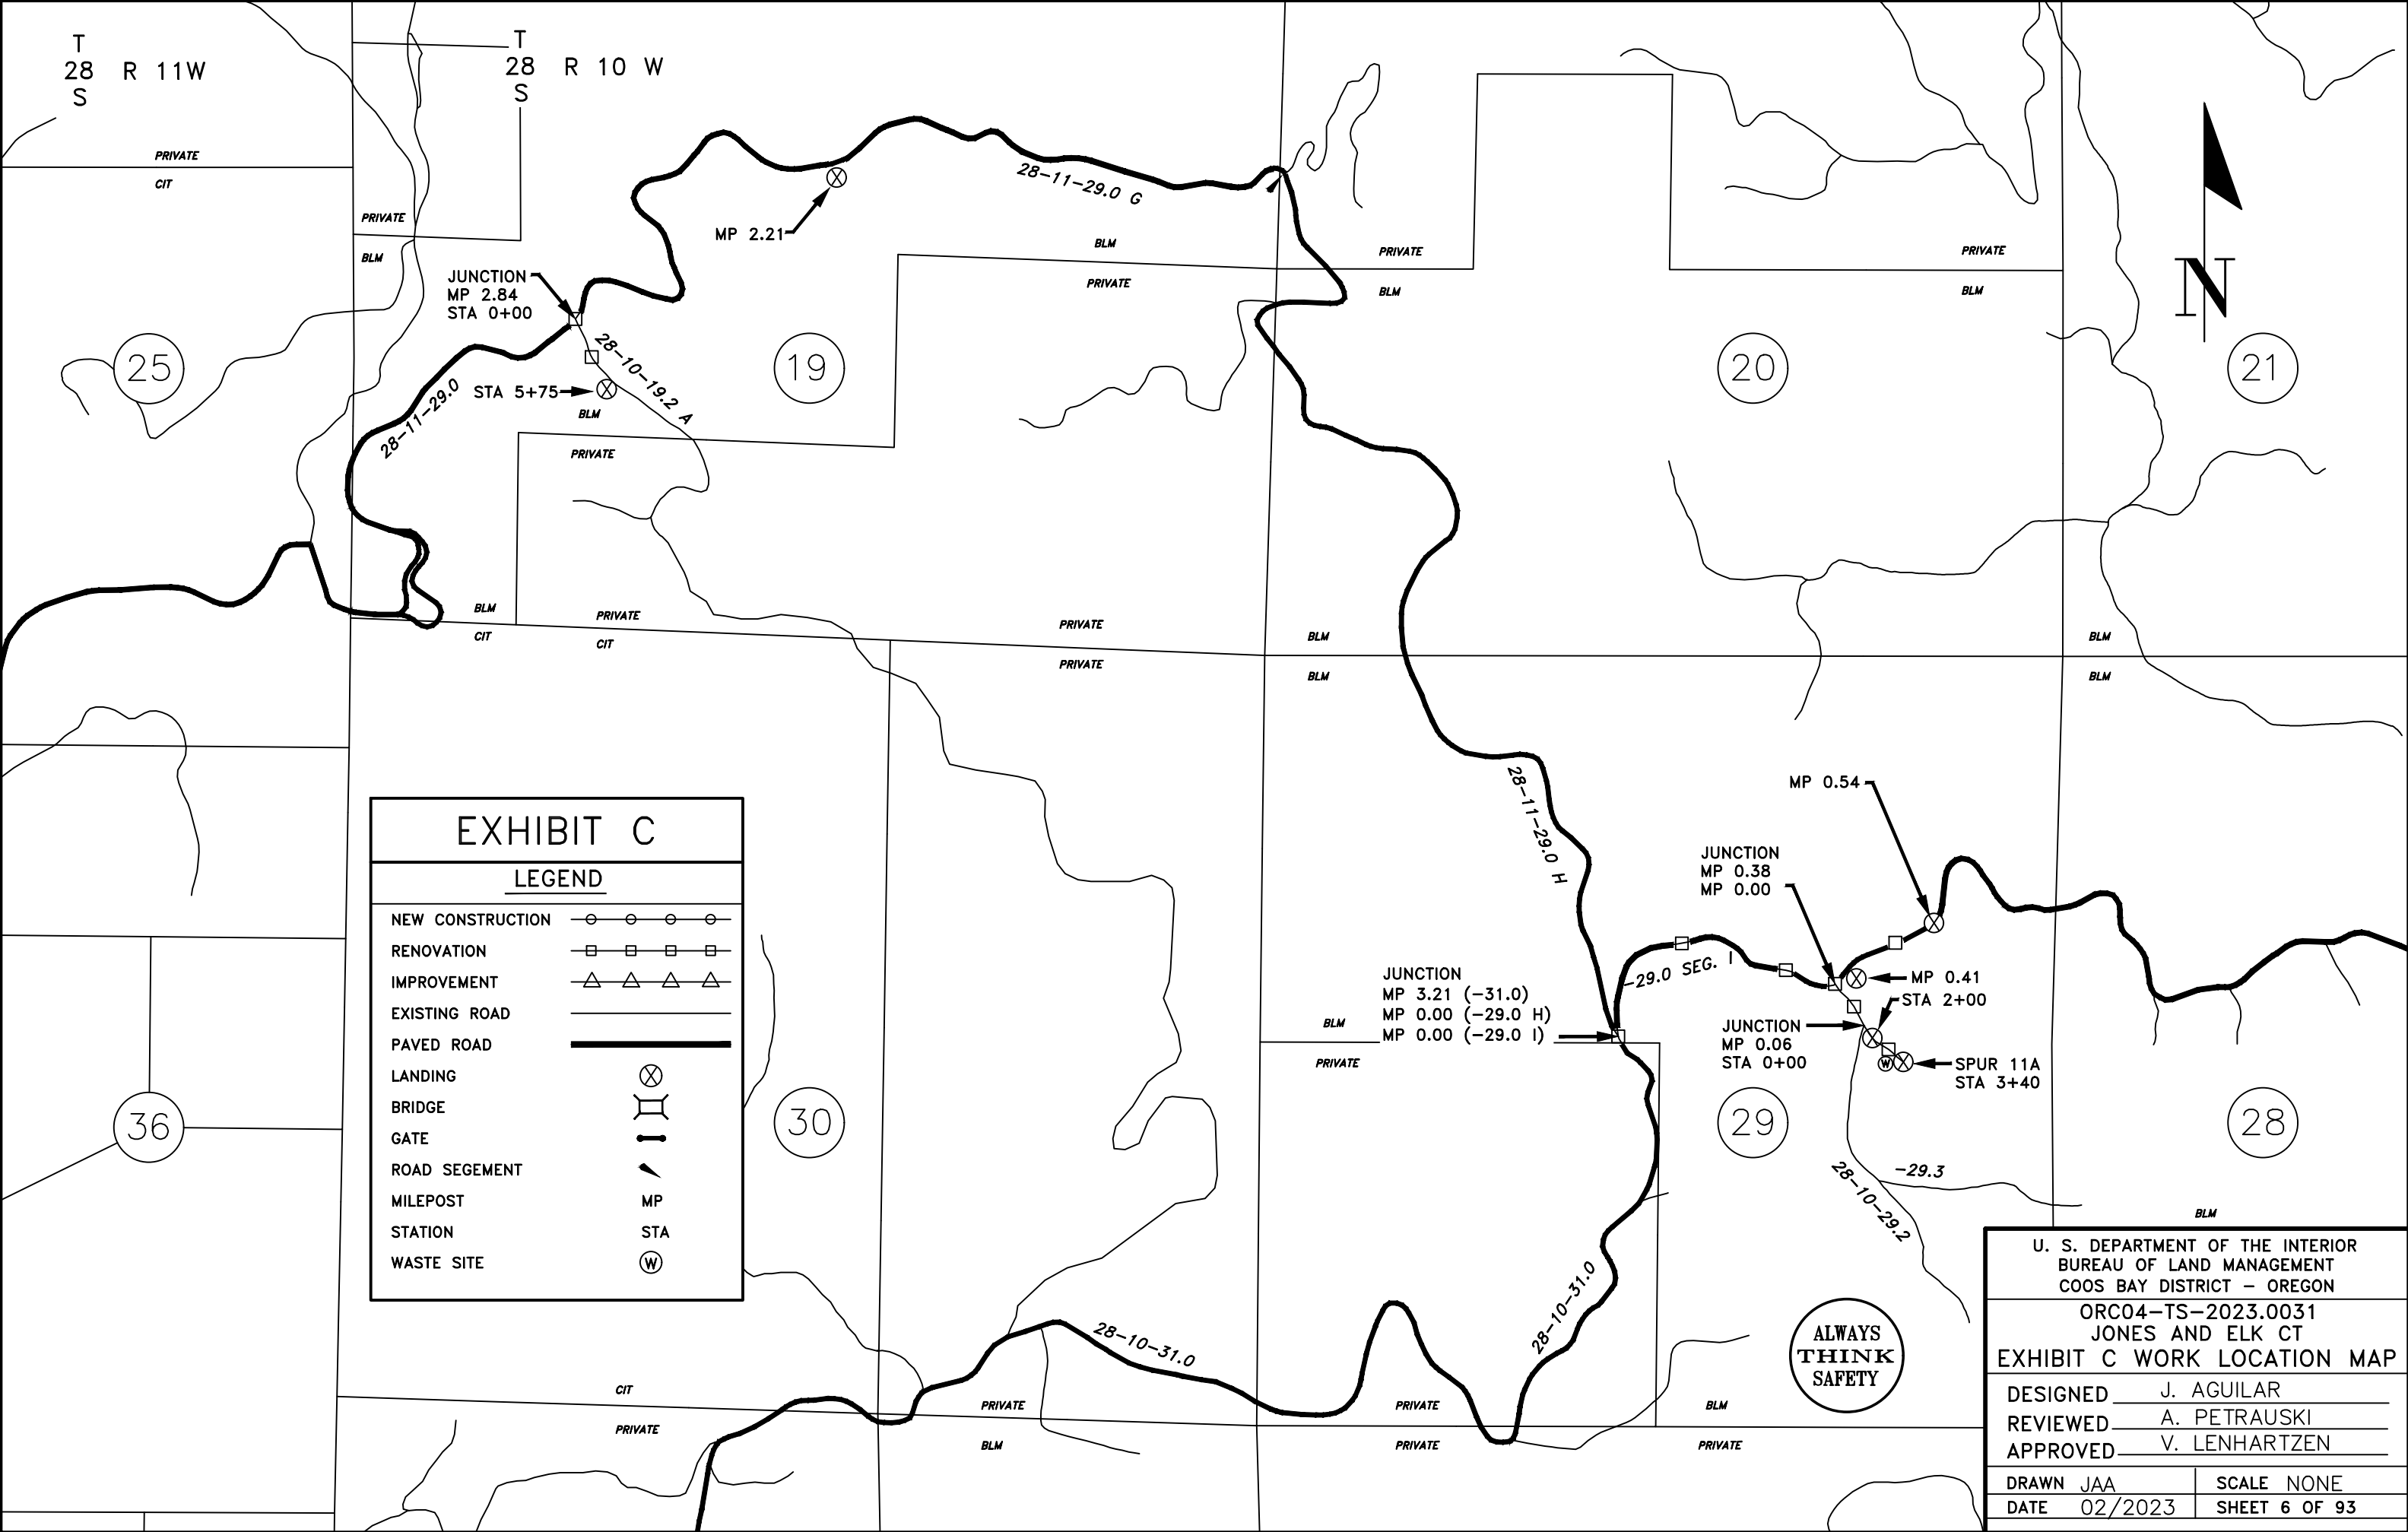 T
28 R 11W
S
T
28 R 10 W
S
PRIVATE
CIT
PRIVATE
BLM
28-11-29.0 G
MP 2.21
BLM
PRIVATE
PRIVATE
BLM
PRIVATE
BLM
N
JUNCTION
MP 2.84
STA 0+00
25
19
20
21
28-10-19.2 A
STA 5+75
BLM
28-11-29.0
PRIVATE
BLM
CIT
PRIVATE
CIT
PRIVATE
PRIVATE
BLM
BLM
BLM
BLM
28-11-29.0 H
MP 0.54
JUNCTION
MP 0.38
MP 0.00
-29.0 SEG. I
MP 0.41
STA 2+00
JUNCTION
MP 3.21 (-31.0)
MP 0.00 (-29.0 H)
MP 0.00 (-29.0 I)
JUNCTION
MP 0.06
STA 0+00
W
SPUR 11A
STA 3+40
BLM
PRIVATE
EXHIBIT C
LEGEND
NEW CONSTRUCTION
RENOVATION
IMPROVEMENT
EXISTING ROAD
PAVED ROAD
LANDING
BRIDGE
GATE
ROAD SEGEMENT
MILEPOST MP
STATION STA
WASTE SITE W
36
30
29
28
-29.3
28-10-29.2
BLM
28-10-31.0
28-10-31.0
CIT
PRIVATE
PRIVATE
BLM
PRIVATE
PRIVATE
BLM
PRIVATE
ALWAYS
THINK
SAFETY
U. S. DEPARTMENT OF THE INTERIOR
BUREAU OF LAND MANAGEMENT
COOS BAY DISTRICT - OREGON
ORC04-TS-2023.0031
JONES AND ELK CT
EXHIBIT C WORK LOCATION MAP
DESIGNED J. AGUILAR
REVIEWED A. PETRAUSKI
APPROVED V. LENHARTZEN
DRAWN JAA SCALE NONE
DATE 02/2023 SHEET 6 OF 93